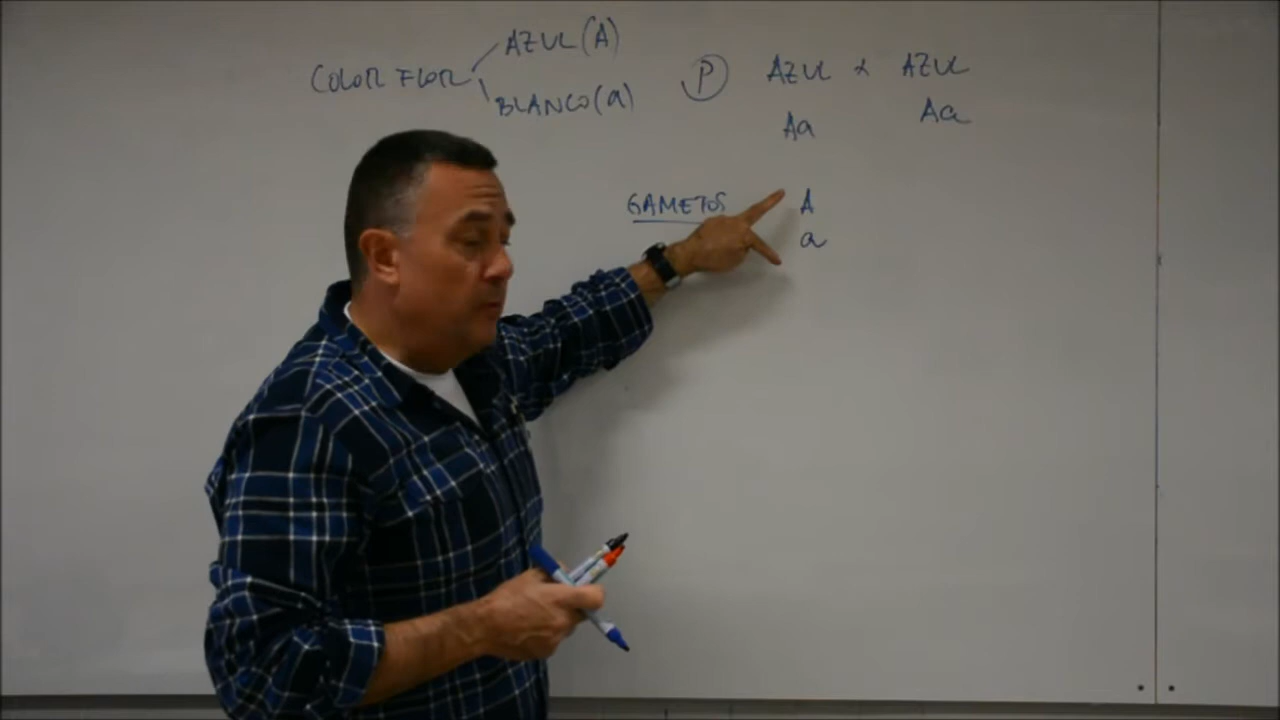 COLOR FLOR
AZUL (A)
BLANCO (a)
P AZUL x AZUL
Aa Aa
GAMETOS A
a